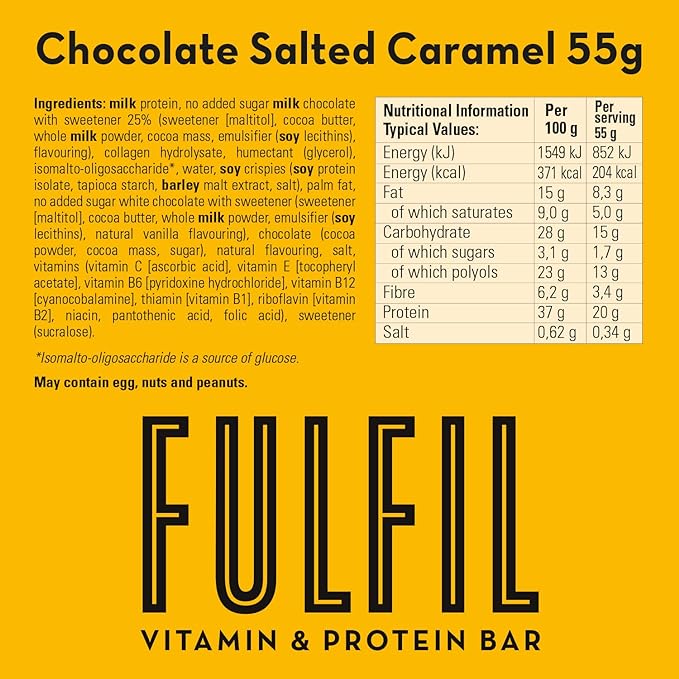 Chocolate Salted Caramel 55g
Ingredients: milk protein, no added sugar milk chocolate
with sweetener 25% (sweetener [maltitol], cocoa butter,
whole milk powder, cocoa mass, emulsifier (soy lecithins),
flavouring), collagen hydrolysate, humectant (glycerol),
isomalto-oligosaccharide*, water, soy crispies (soy protein
isolate, tapioca starch, barley malt extract, salt), palm fat,
no added sugar white chocolate with sweetener (sweetener
[maltitol], cocoa butter, whole milk powder, emulsifier (soy
lecithins), natural vanilla flavouring), chocolate (cocoa
powder, cocoa mass, sugar), natural flavouring, salt,
vitamins (vitamin C [ascorbic acid], vitamin E [tocopheryl
acetate], vitamin B6 [pyridoxine hydrochloride], vitamin B12
[cyanocobalamine], thiamin [vitamin B1], riboflavin [vitamin
B2], niacin, pantothenic acid, folic acid), sweetener
(sucralose).
*Isomalto-oligosaccharide is a source of glucose.
May contain egg, nuts and peanuts.
Nutritional Information Typical Values: Per 100 g Per serving 55 g
Energy (kJ) 1549 kJ 852 kJ
Energy (kcal) 371 kcal 204 kcal
Fat 15 g 8,3 g
of which saturates 9,0 g 5,0 g
Carbohydrate 28 g 15 g
of which sugars 3,1 g 1,7 g
of which polyols 23 g 13 g
Fibre 6,2 g 3,4 g
Protein 37 g 20 g
Salt 0,62 g 0,34 g
FULFIL
VITAMIN & PROTEIN BAR